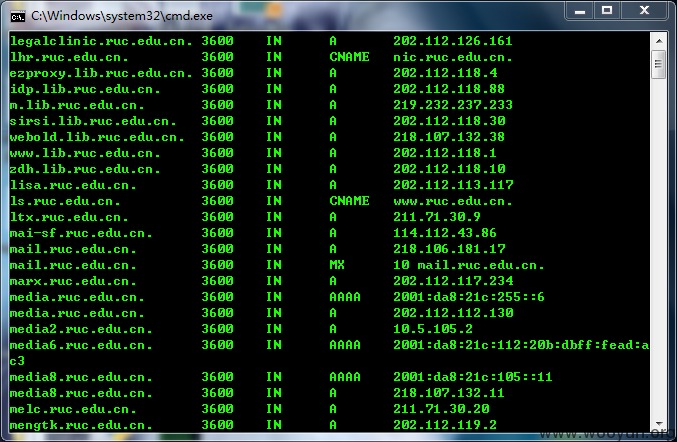 C:\Windows\system32\cmd.exe
legalclinic.ruc.edu.cn. 3600 IN A 202.112.126.161
lhr.ruc.edu.cn. 3600 IN CNAME nic.ruc.edu.cn.
ezproxy.lib.ruc.edu.cn. 3600 IN A 202.112.118.4
idp.lib.ruc.edu.cn. 3600 IN A 202.112.118.88
m.lib.ruc.edu.cn. 3600 IN A 219.232.237.233
sirsi.lib.ruc.edu.cn. 3600 IN A 202.112.118.30
webold.lib.ruc.edu.cn. 3600 IN A 218.107.132.38
www.lib.ruc.edu.cn. 3600 IN A 202.112.118.1
zdh.lib.ruc.edu.cn. 3600 IN A 202.112.118.10
lisa.ruc.edu.cn. 3600 IN A 202.112.113.117
ls.ruc.edu.cn. 3600 IN CNAME www.ruc.edu.cn.
ltx.ruc.edu.cn. 3600 IN A 211.71.30.9
mai-sf.ruc.edu.cn. 3600 IN A 114.112.43.86
mail.ruc.edu.cn. 3600 IN A 218.106.181.17
mail.ruc.edu.cn. 3600 IN MX 10 mail.ruc.edu.cn.
marx.ruc.edu.cn. 3600 IN A 202.112.117.234
media.ruc.edu.cn. 3600 IN AAAA 2001:da8:21c:255::6
media.ruc.edu.cn. 3600 IN A 202.112.112.130
media2.ruc.edu.cn. 3600 IN A 10.5.105.2
media6.ruc.edu.cn. 3600 IN AAAA 2001:da8:21c:112:20b:dbff:fead:a
c3
media8.ruc.edu.cn. 3600 IN AAAA 2001:da8:21c:105::11
media8.ruc.edu.cn. 3600 IN A 218.107.132.11
melc.ruc.edu.cn. 3600 IN A 211.71.30.20
mengtk.ruc.edu.cn. 3600 IN A 202.112.119.2
www.wooyun.org